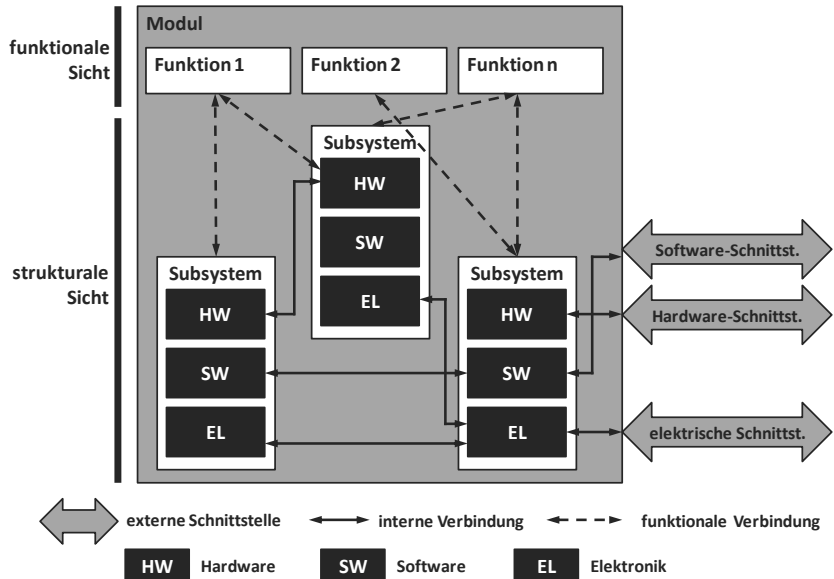 Modul
funktionale
Sicht
Funktion 1
Funktion 2
Funktion n
Subsystem
HW
SW
EL
strukturale
Sicht
Subsystem
HW
SW
EL
Subsystem
HW
SW
EL
Software-Schnittst.
Hardware-Schnittst.
elektrische Schnittst.
externe Schnittstelle
interne Verbindung
funktionale Verbindung
HW Hardware
SW Software
EL Elektronik